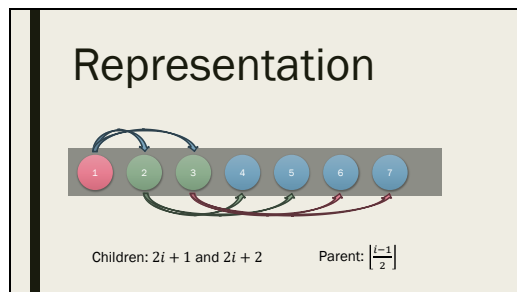 Representation
1 2 3 4 5 6 7
Children: 2i + 1 and 2i + 2 Parent: ⌊(i−1)/2⌋